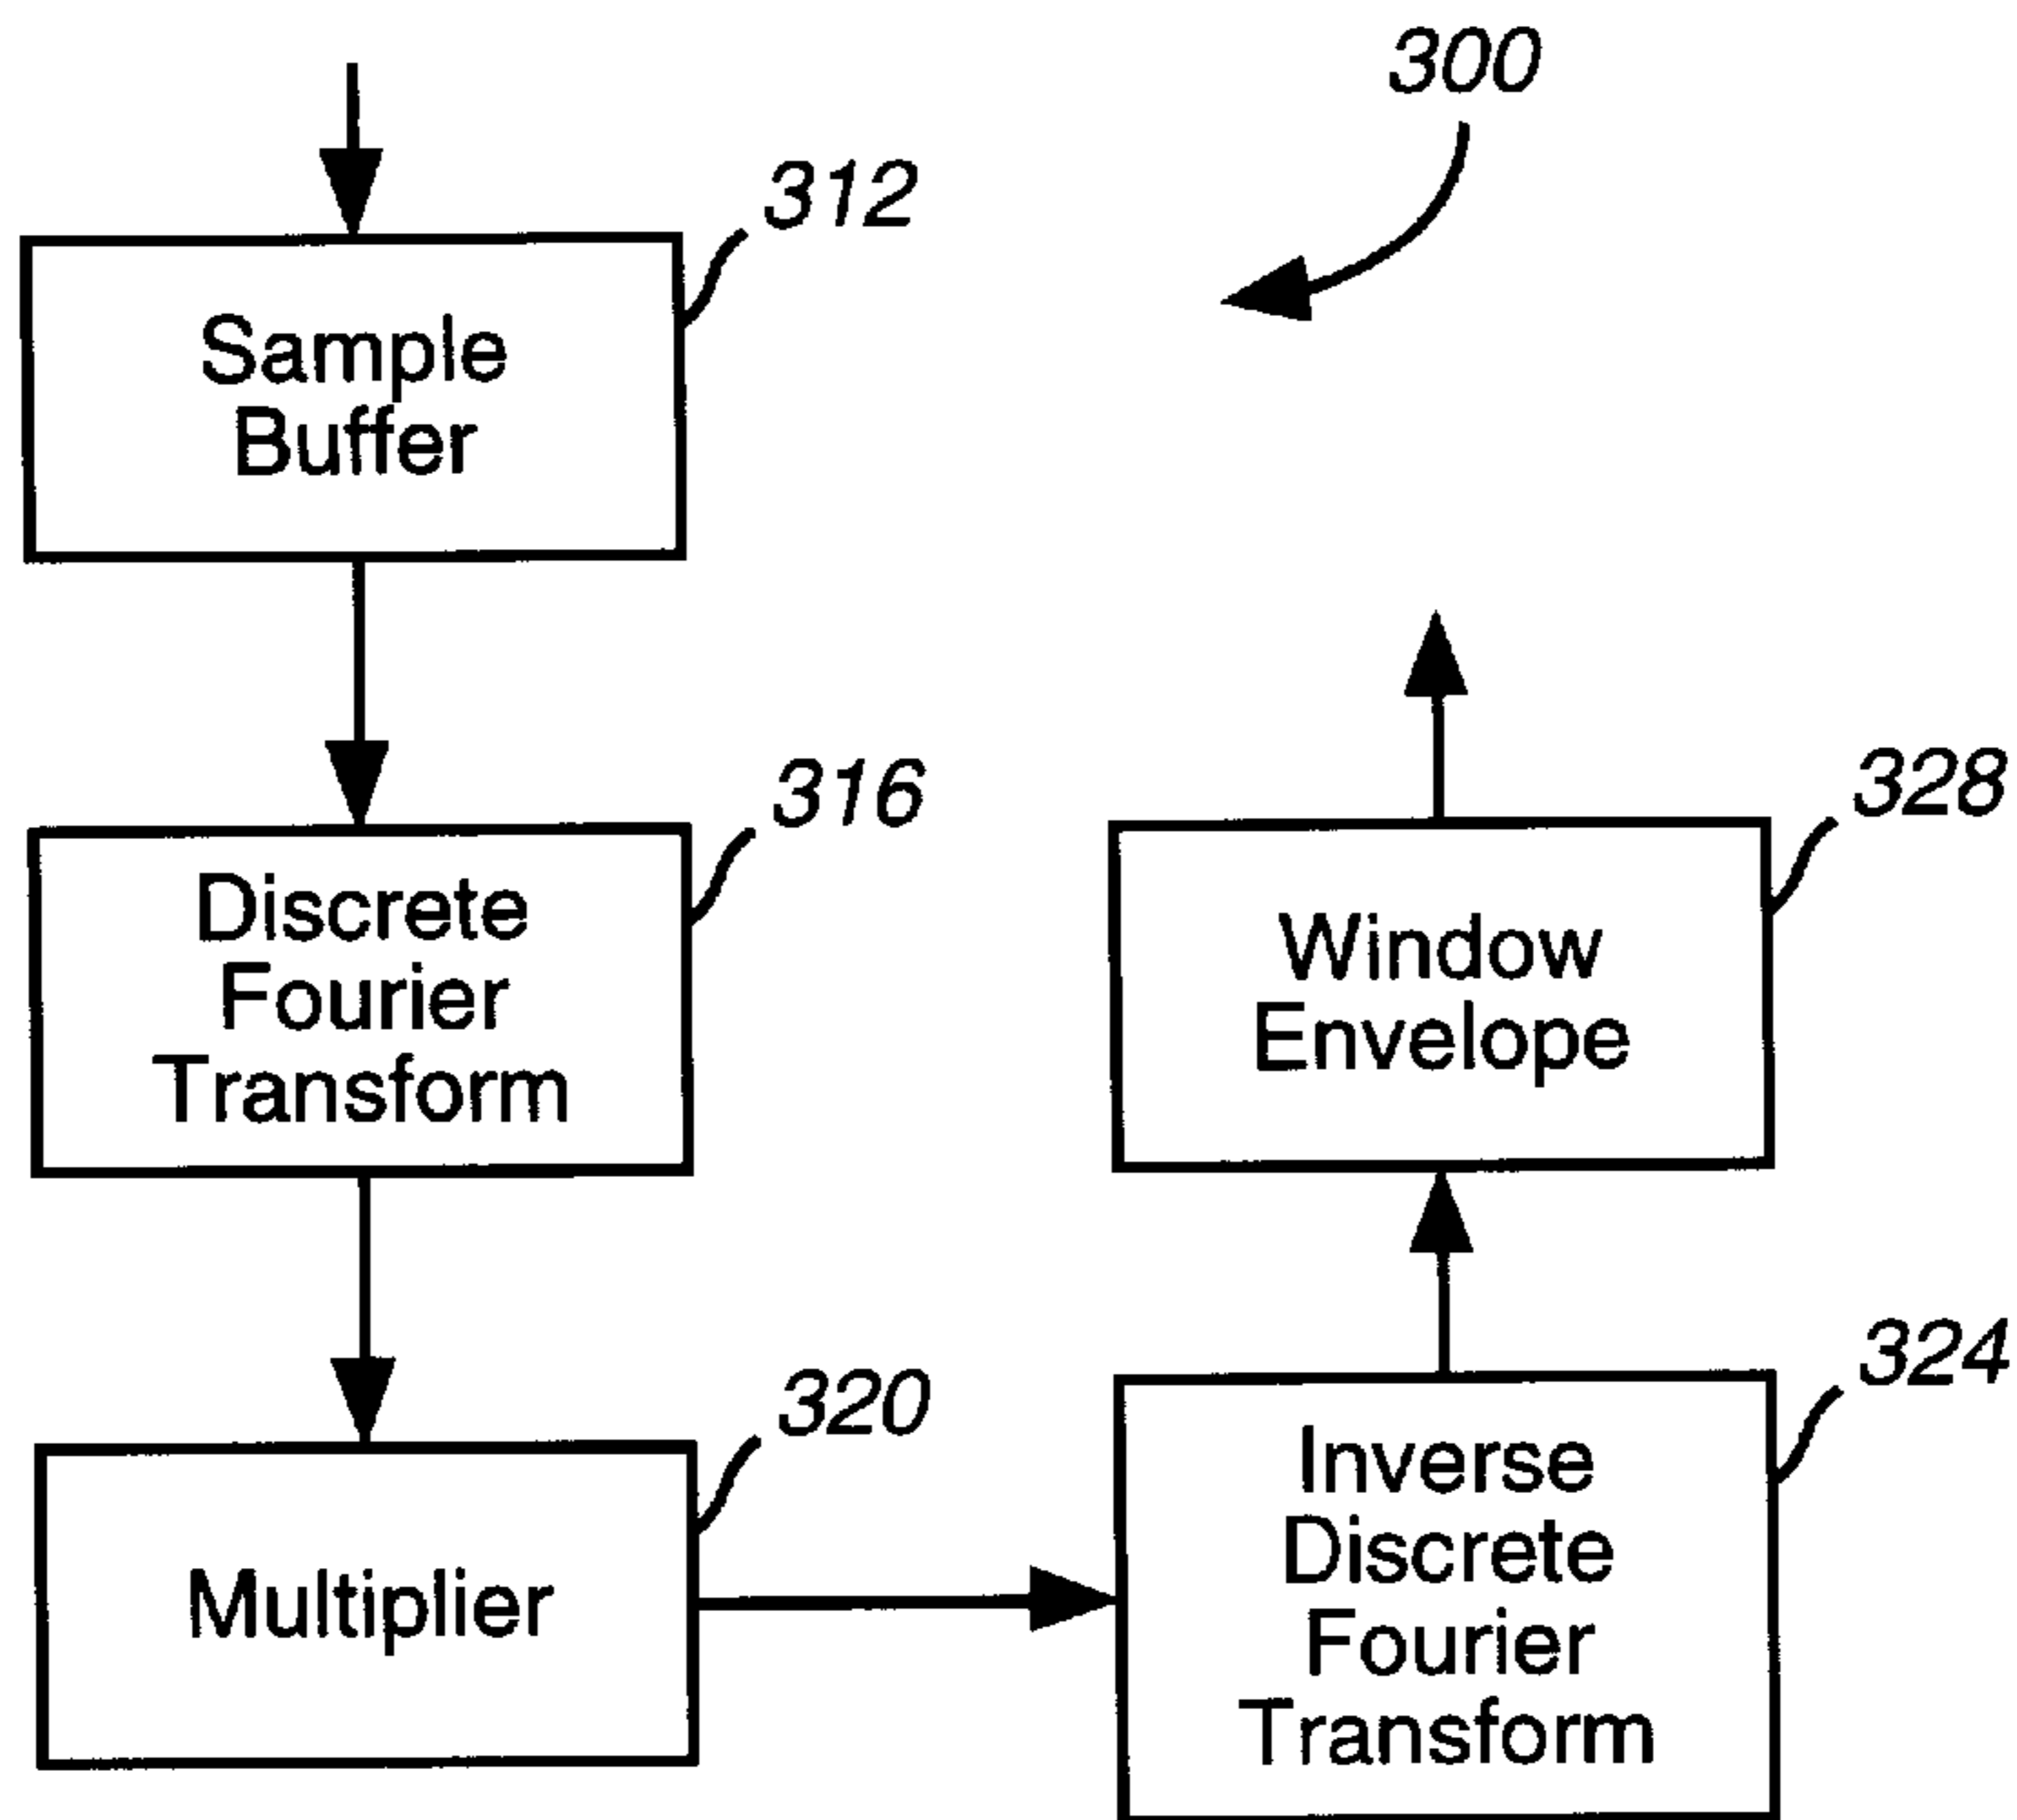 300
312
Sample
Buffer
316
Discrete
Fourier
Transform
320
Multiplier
328
Window
Envelope
324
Inverse
Discrete
Fourier
Transform